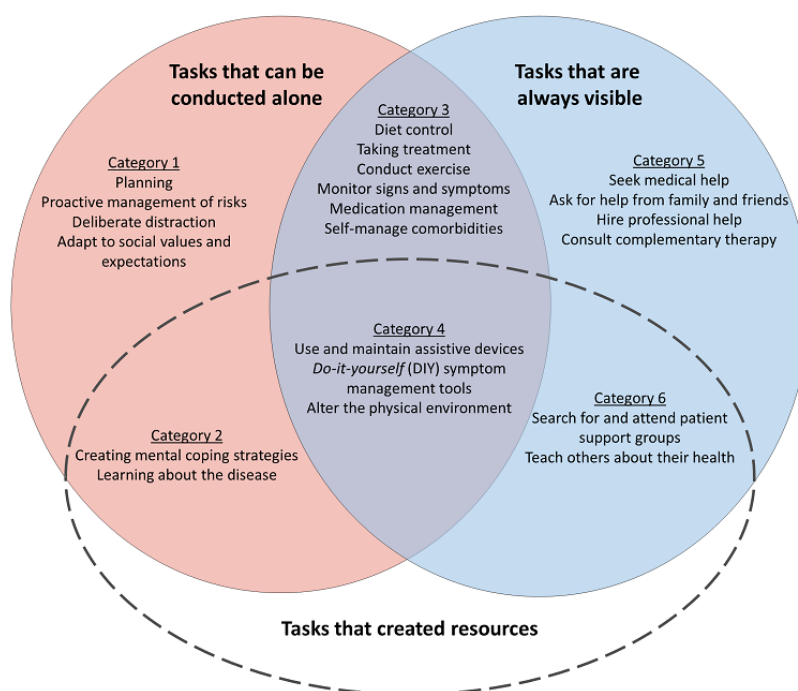 Tasks that can be
conducted alone
Tasks that are
always visible
Category 1
Planning
Proactive management of risks
Deliberate distraction
Adapt to social values and
expectations
Category 3
Diet control
Taking treatment
Conduct exercise
Monitor signs and symptoms
Medication management
Self-manage comorbidities
Category 5
Seek medical help
Ask for help from family and friends
Hire professional help
Consult complementary therapy
Category 2
Creating mental coping strategies
Learning about the disease
Category 4
Use and maintain assistive devices
Do-it-yourself (DIY) symptom
management tools
Alter the physical environment
Category 6
Search for and attend patient
support groups
Teach others about their health
Tasks that created resources